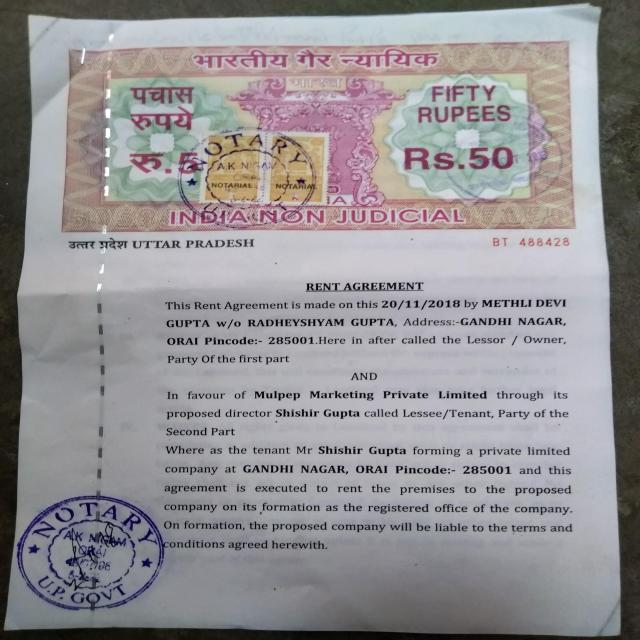 भारतीय गैर न्यायिक
भारत
पचास
रुपये
रु.5
FIFTY
RUPEES
Rs.50
NOTARY
A.K NIGAM
NOTARIAL NOTARIAL
INDIA NON JUDICIAL
उत्तर प्रदेश UTTAR PRADESH
BT 488428
RENT AGREEMENT
This Rent Agreement is made on this 20/11/2018 by METHLI DEVI
GUPTA w/o RADHEYSHYAM GUPTA, Address:-GANDHI NAGAR,
ORAI Pincode:- 285001.Here in after called the Lessor / Owner,
Party Of the first part
AND
In favour of Mulpep Marketing Private Limited through its
proposed director Shishir Gupta called Lessee/Tenant, Party of the
Second Part
Where as the tenant Mr Shishir Gupta forming a private limited
company at GANDHI NAGAR, ORAI Pincode:- 285001 and this
agreement is executed to rent the premises to the proposed
company on its formation as the registered office of the company.
On formation, the proposed company will be liable to the terms and
conditions agreed herewith.
NOTARY
A.K NIGAM
ORAI
U.P. GOVT